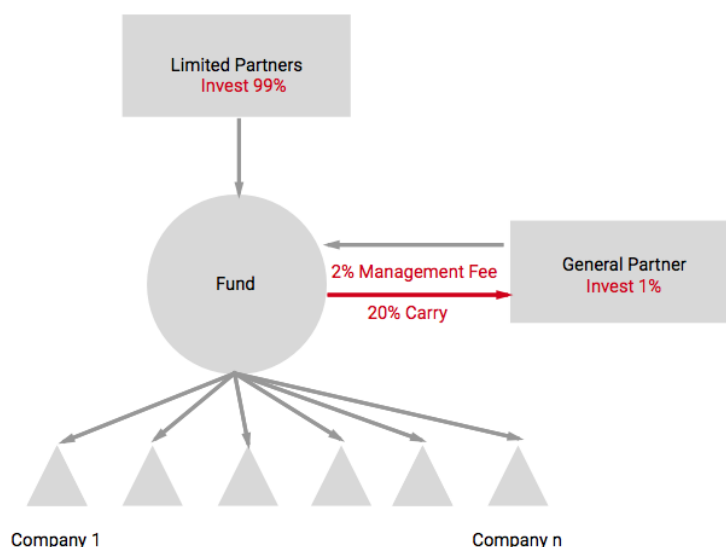 Limited Partners
Invest 99%
Fund
2% Management Fee
20% Carry
General Partner
Invest 1%
Company 1
Company n